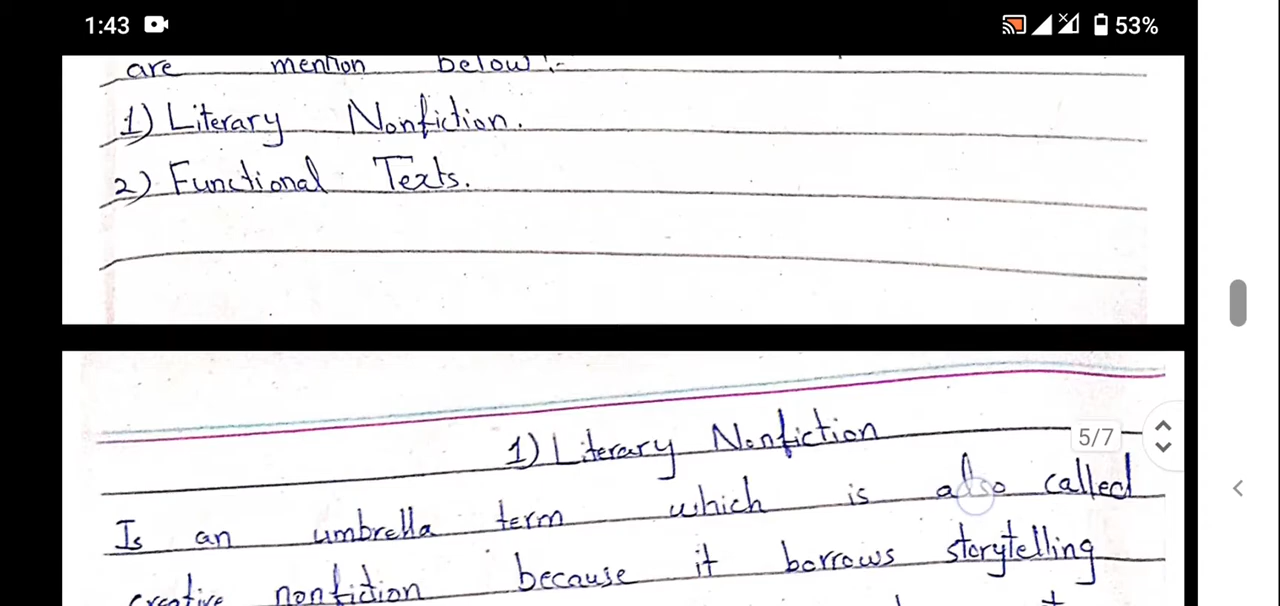 1:43 53%
are mention below:-
1) Literary Nonfiction.
2) Functional Texts.
1) Literary Nonfiction
5/7
Is an umbrella term which is also called
creative nonfiction because it borrows storytelling